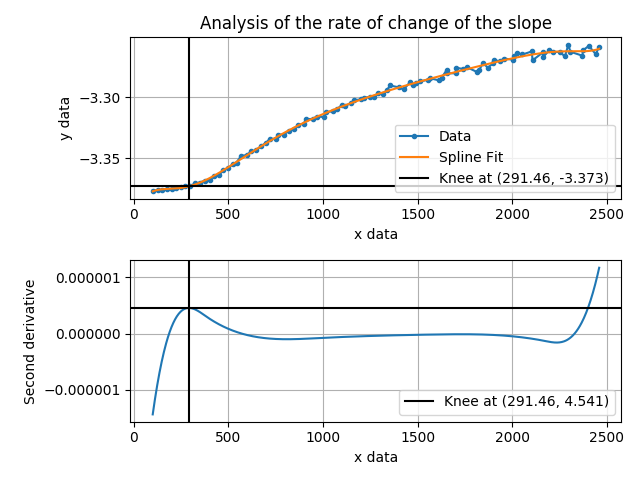 Analysis of the rate of change of the slope
y data
−3.30
−3.35
Data
Spline Fit
Knee at (291.46, -3.373)
0 500 1000 1500 2000 2500
x data
Second derivative
0.000001
0.000000
−0.000001
Knee at (291.46, 4.541)
0 500 1000 1500 2000 2500
x data